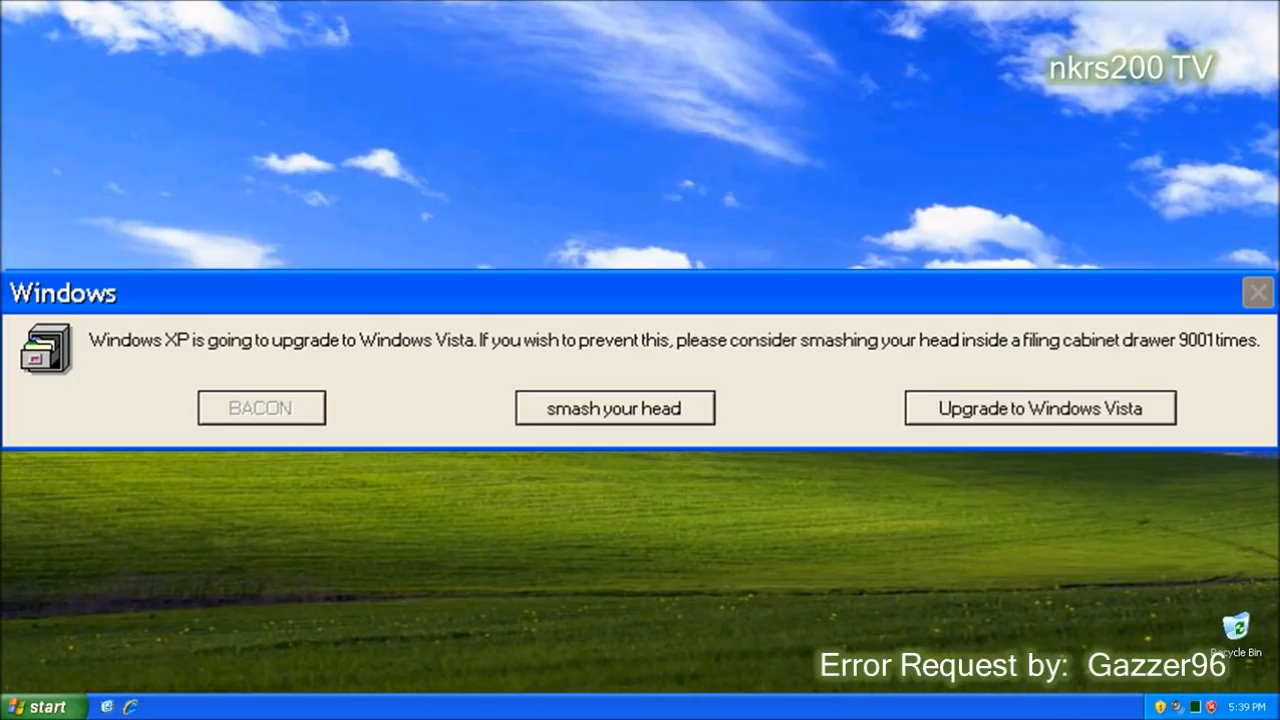 nkrs200 TV
Windows
Windows XP is going to upgrade to Windows Vista. If you wish to prevent this, please consider smashing your head inside a filing cabinet drawer 9001 times.
BACON
smash your head
Upgrade to Windows Vista
Recycle Bin
Error Request by: Gazzer96
start
5:39 PM